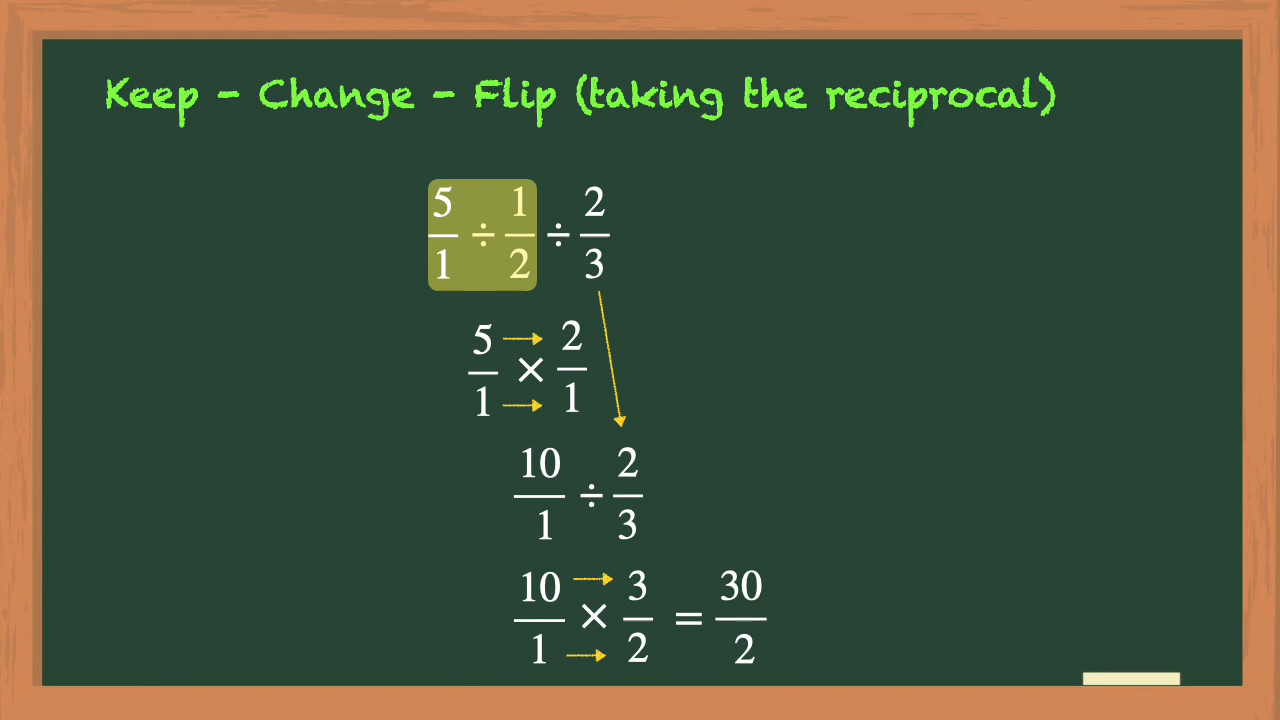 Keep - Change - Flip (taking the reciprocal)
5/1 ÷ 1/2 ÷ 2/3
5/1 × 2/1
10/1 ÷ 2/3
10/1 × 3/2 = 30/2